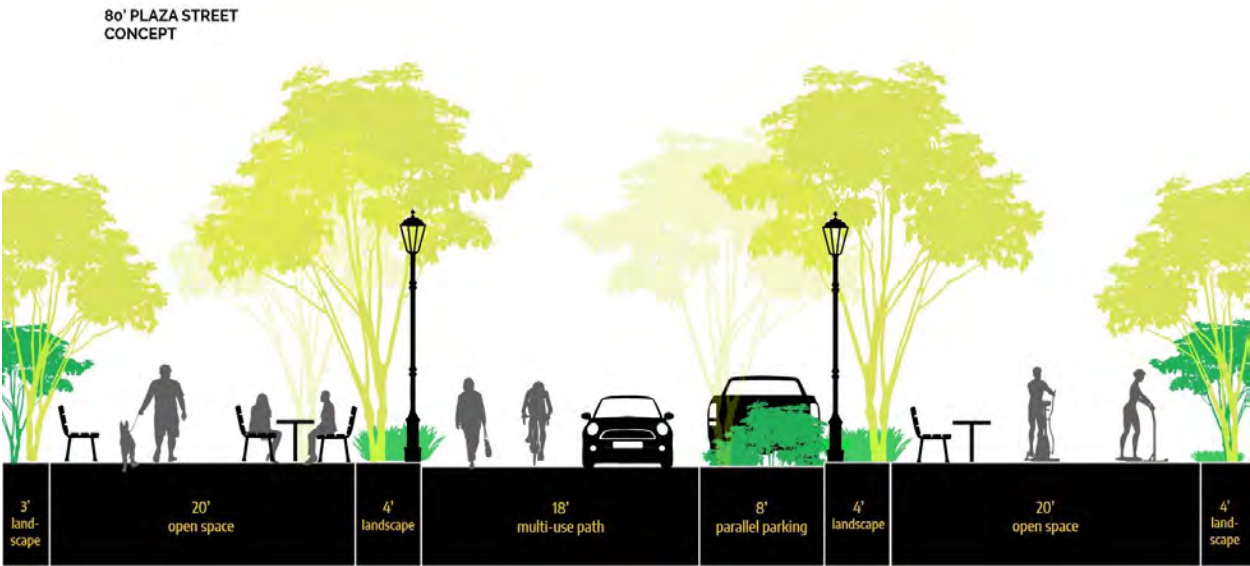 80' PLAZA STREET
CONCEPT
3'
land-
scape
20'
open space
4'
landscape
18'
multi-use path
8'
parallel parking
4'
landscape
20'
open space
4'
land-
scape